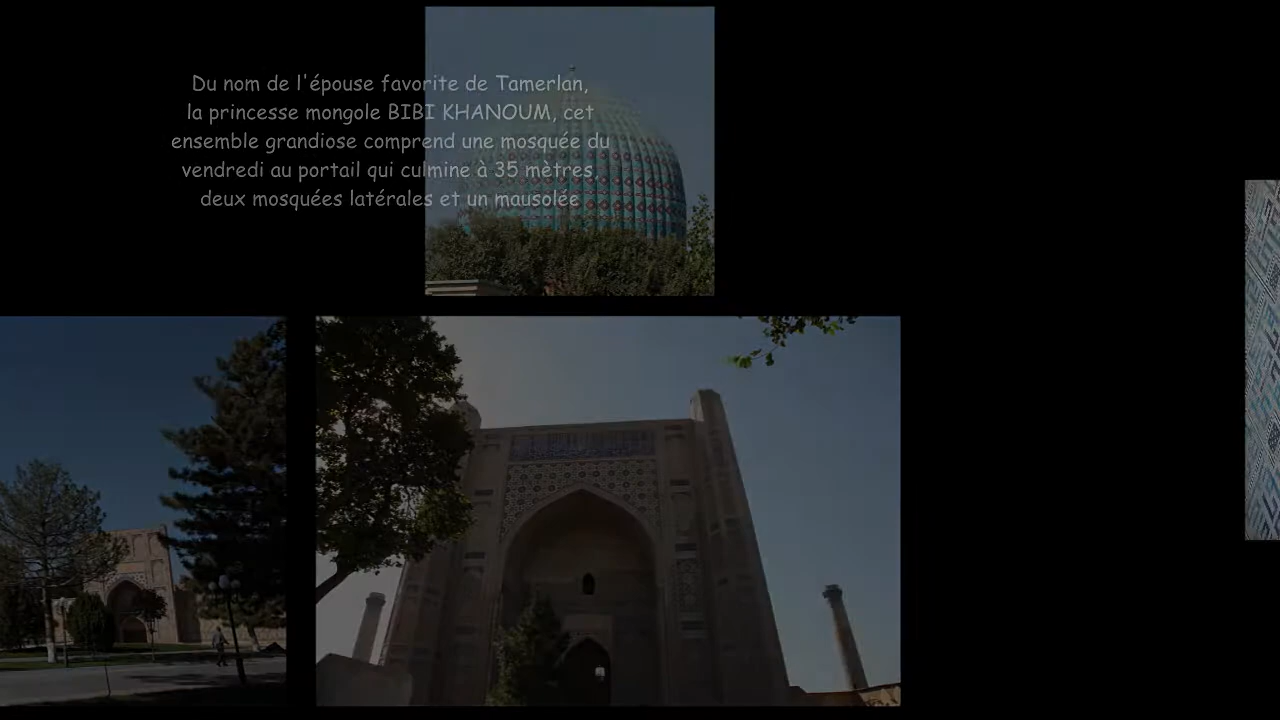 Du nom de l'épouse favorite de Tamerlan,
la princesse mongole BIBI KHANOUM, cet
ensemble grandiose comprend une mosquée du
vendredi au portail qui culmine à 35 mètres,
deux mosquées latérales et un mausolée